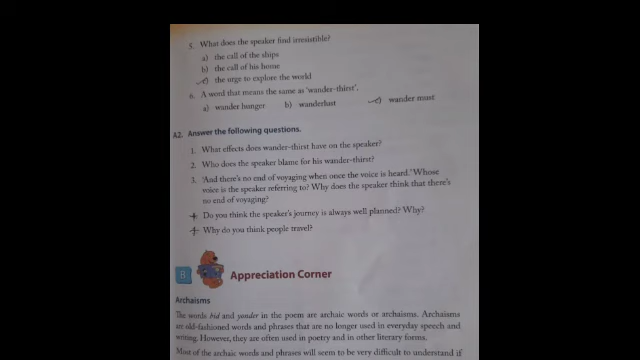 5. What does the speaker find irresistible?
a) the call of the ships
b) the call of his home
c) the urge to explore the world
6. A word that means the same as 'wander-thirst'.
a) wander hunger b) wanderlust c) wander must
A2. Answer the following questions.
1. What effects does wander-thirst have on the speaker?
2. Who does the speaker blame for his wander-thirst?
3. 'And there's no end of voyaging when once the voice is heard.' Whose
voice is the speaker referring to? Why does the speaker think that there's
no end of voyaging?
Do you think the speaker's journey is always well planned? Why?
Why do you think people travel?
B Appreciation Corner
Archaisms
The words bid and yonder in the poem are archaic words or archaisms. Archaisms
are old-fashioned words and phrases that are no longer used in everyday speech and
writing. However, they are often used in poetry and in other literary forms.
Most of the archaic words and phrases will seem to be very difficult to understand if